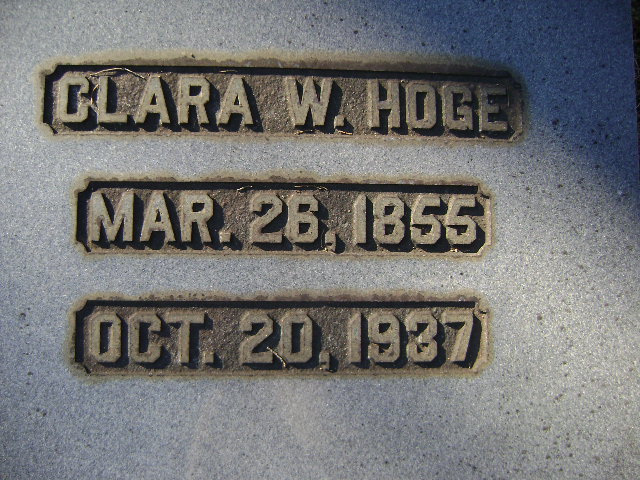 CLARA W. HOGE
MAR. 26, 1855
OCT. 20, 1937